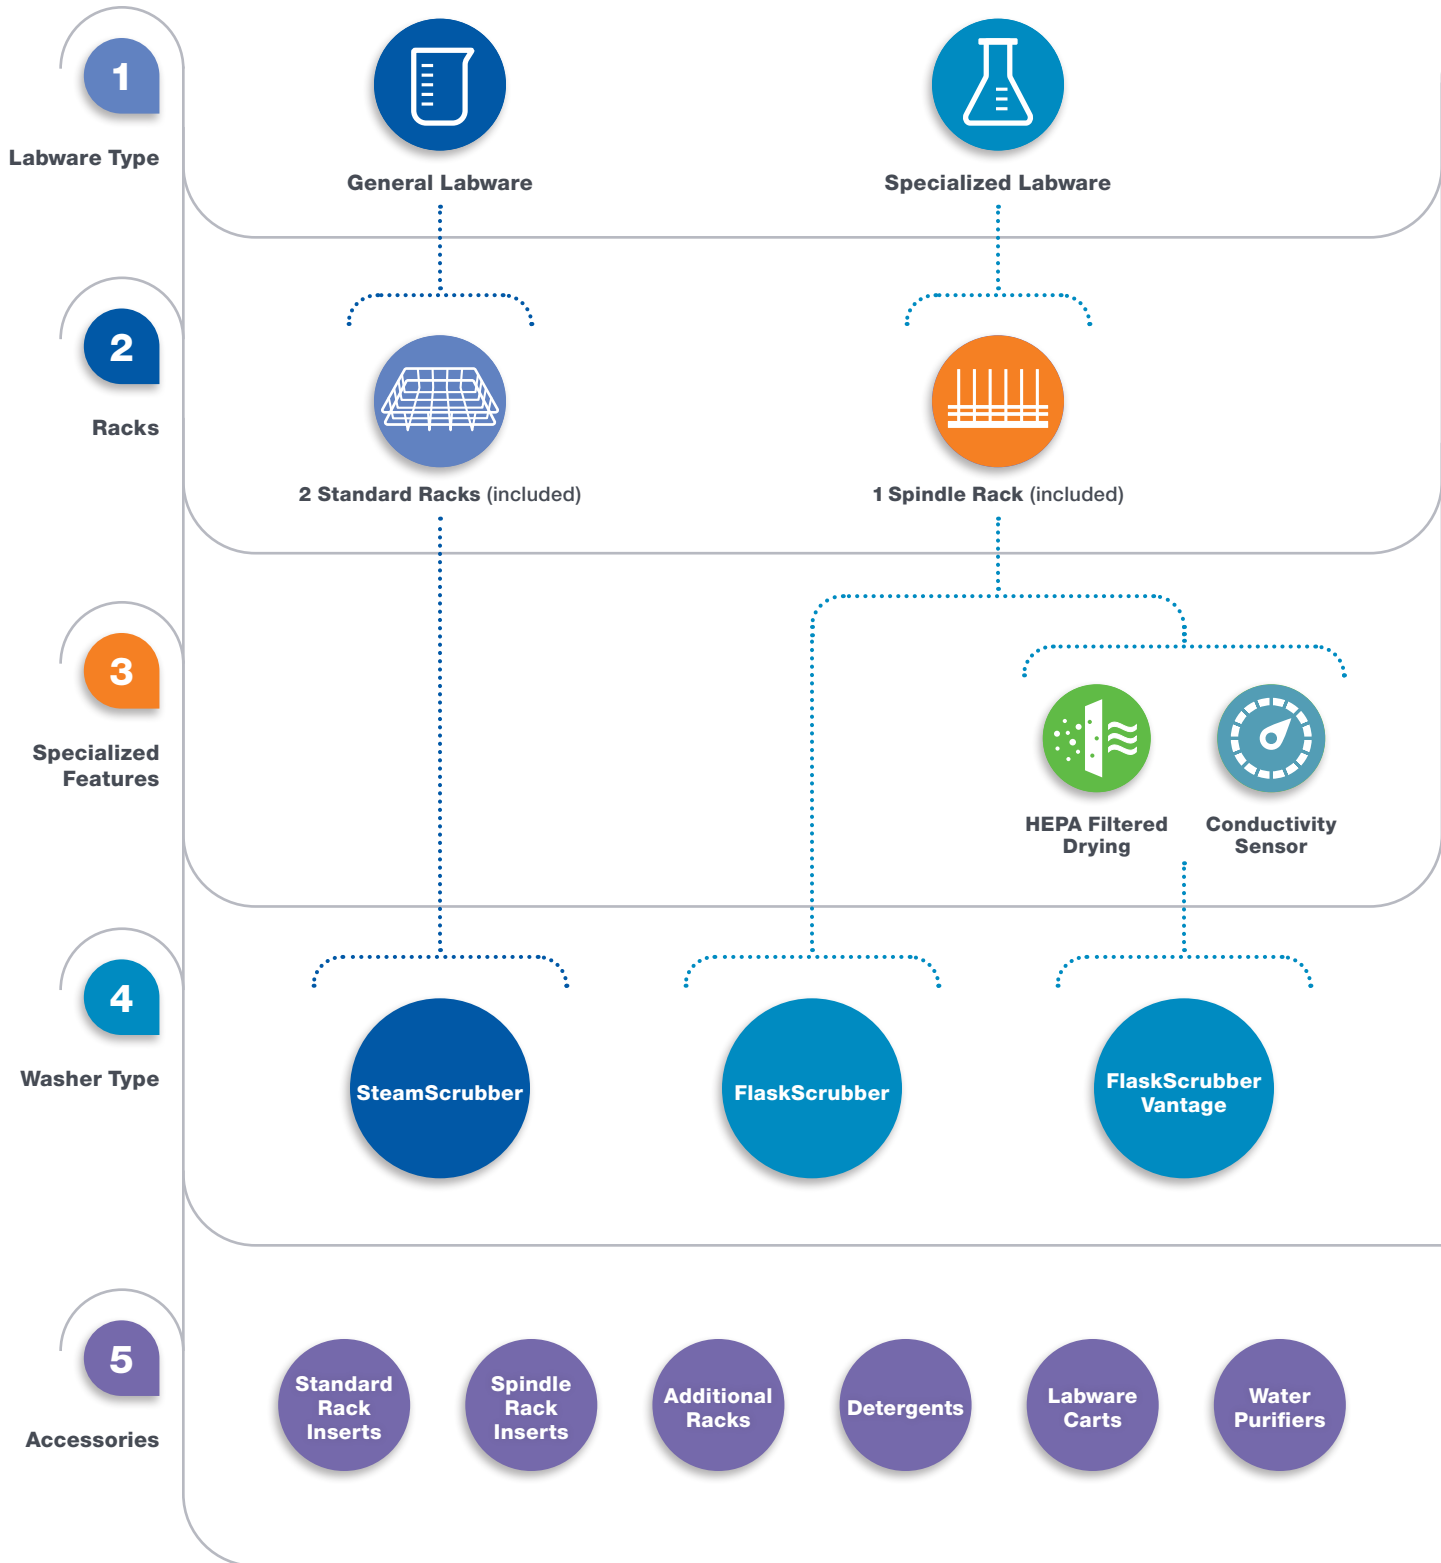 1
Labware Type
General Labware
Specialized Labware
2
Racks
2 Standard Racks (included)
1 Spindle Rack (included)
3
Specialized
Features
HEPA Filtered
Drying
Conductivity
Sensor
4
Washer Type
SteamScrubber
FlaskScrubber
FlaskScrubber
Vantage
5
Accessories
Standard
Rack
Inserts
Spindle
Rack
Inserts
Additional
Racks
Detergents
Labware
Carts
Water
Purifiers